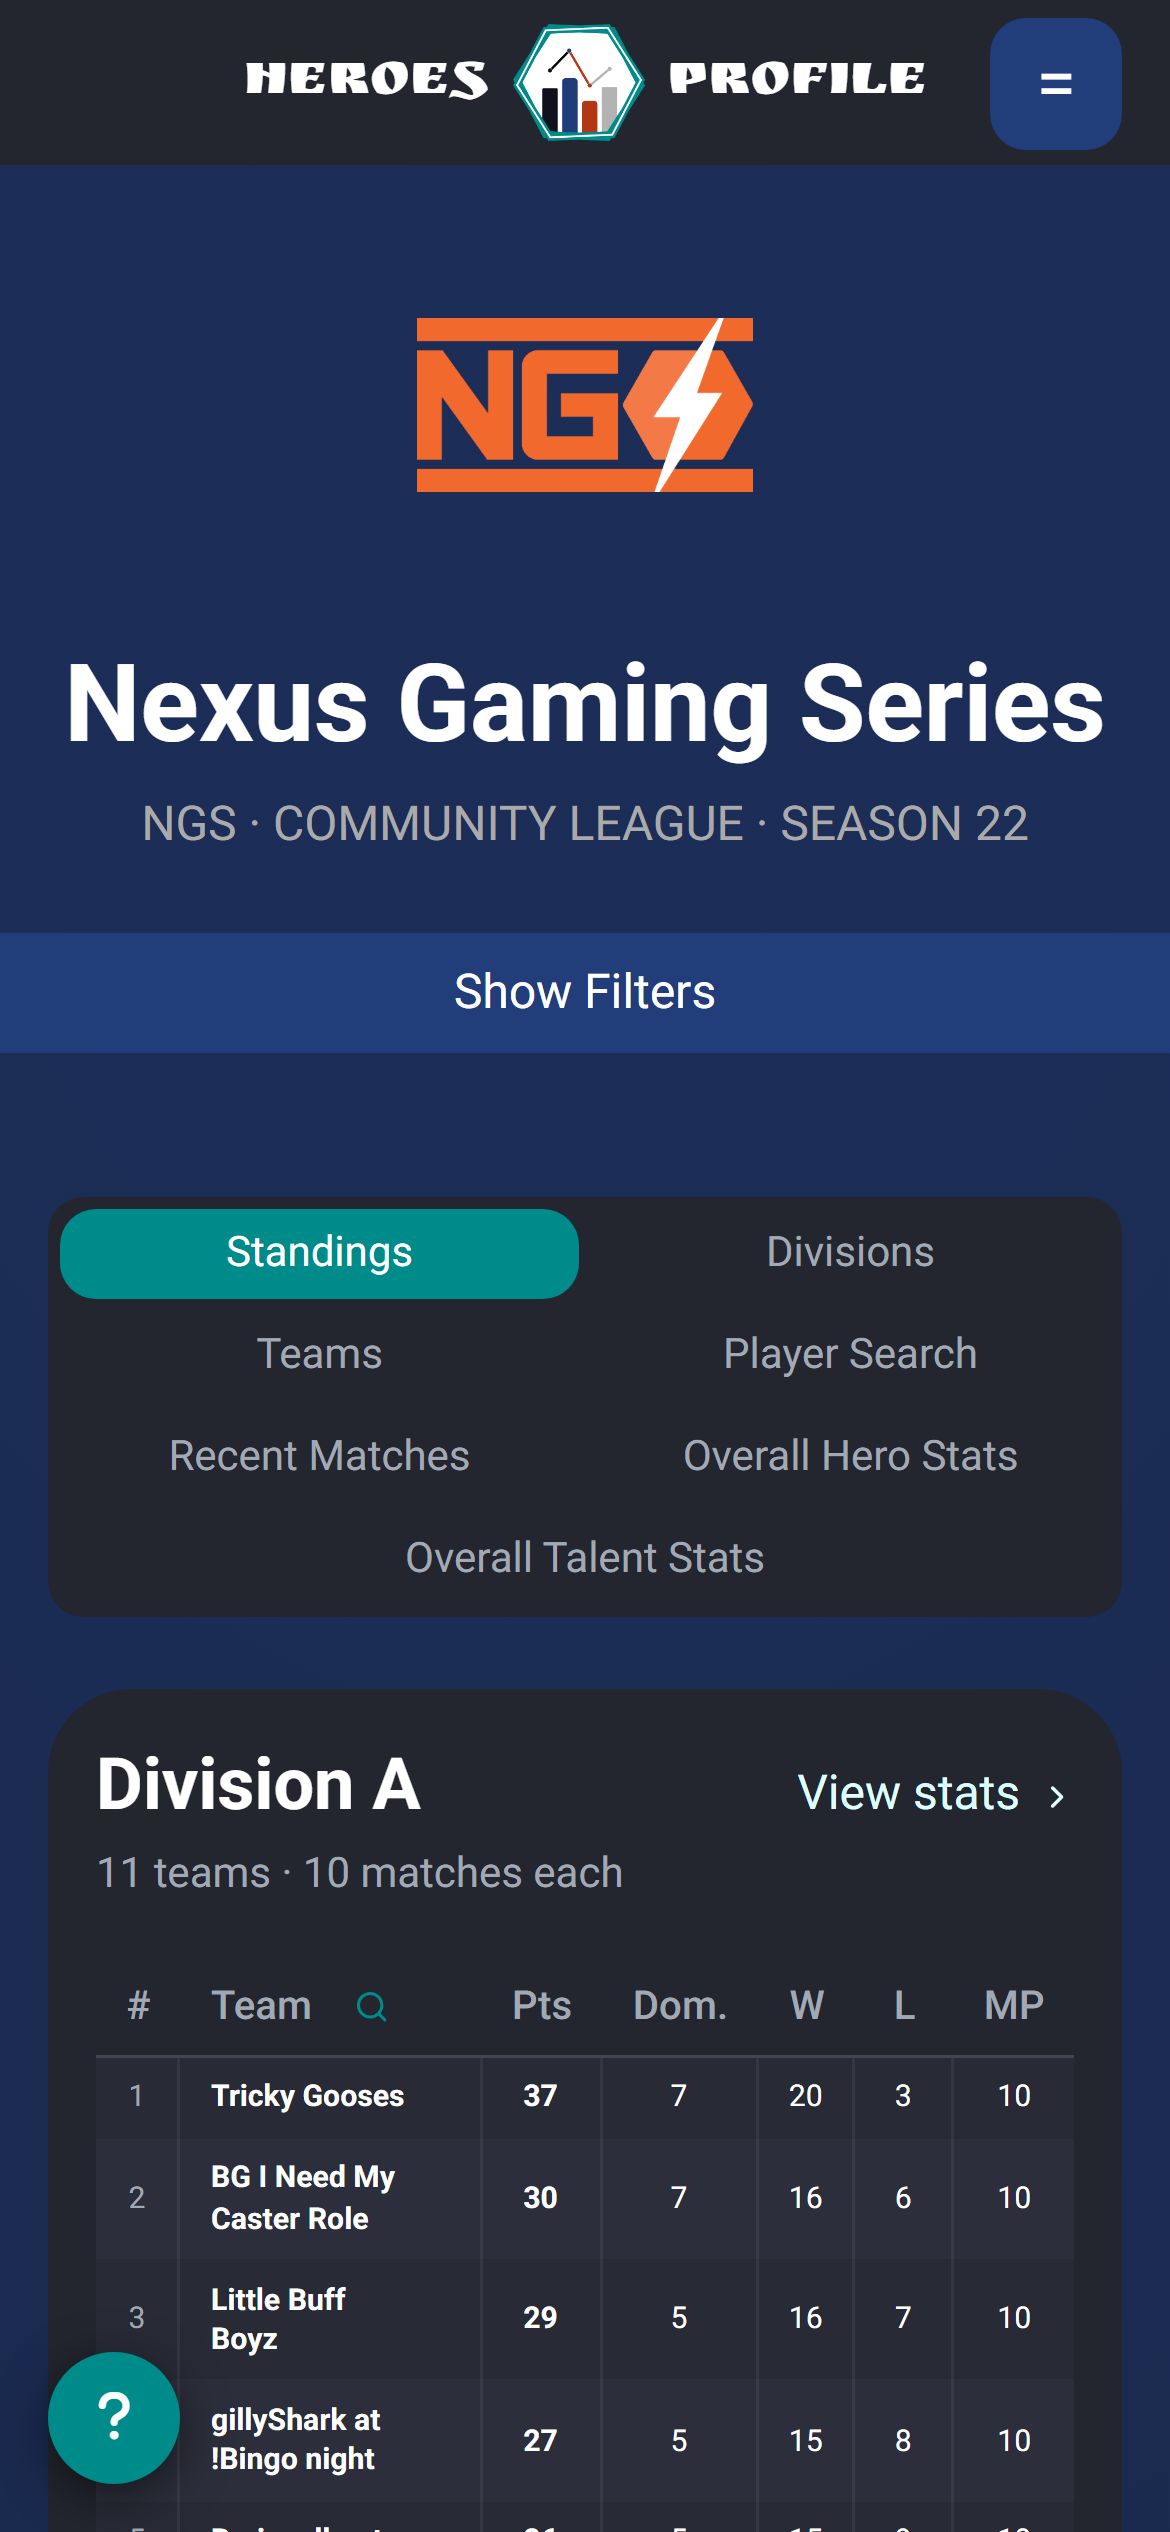 HEROES PROFILE
=
NG
Nexus Gaming Series
NGS · COMMUNITY LEAGUE · SEASON 22
Show Filters
Standings
Divisions
Teams
Player Search
Recent Matches
Overall Hero Stats
Overall Talent Stats
Division A
View stats ›
11 teams · 10 matches each
# Team Pts Dom. W L MP
1 Tricky Gooses 37 7 20 3 10
2 BG I Need My Caster Role 30 7 16 6 10
3 Little Buff Boyz 29 5 16 7 10
gillyShark at !Bingo night 27 5 15 8 10
?